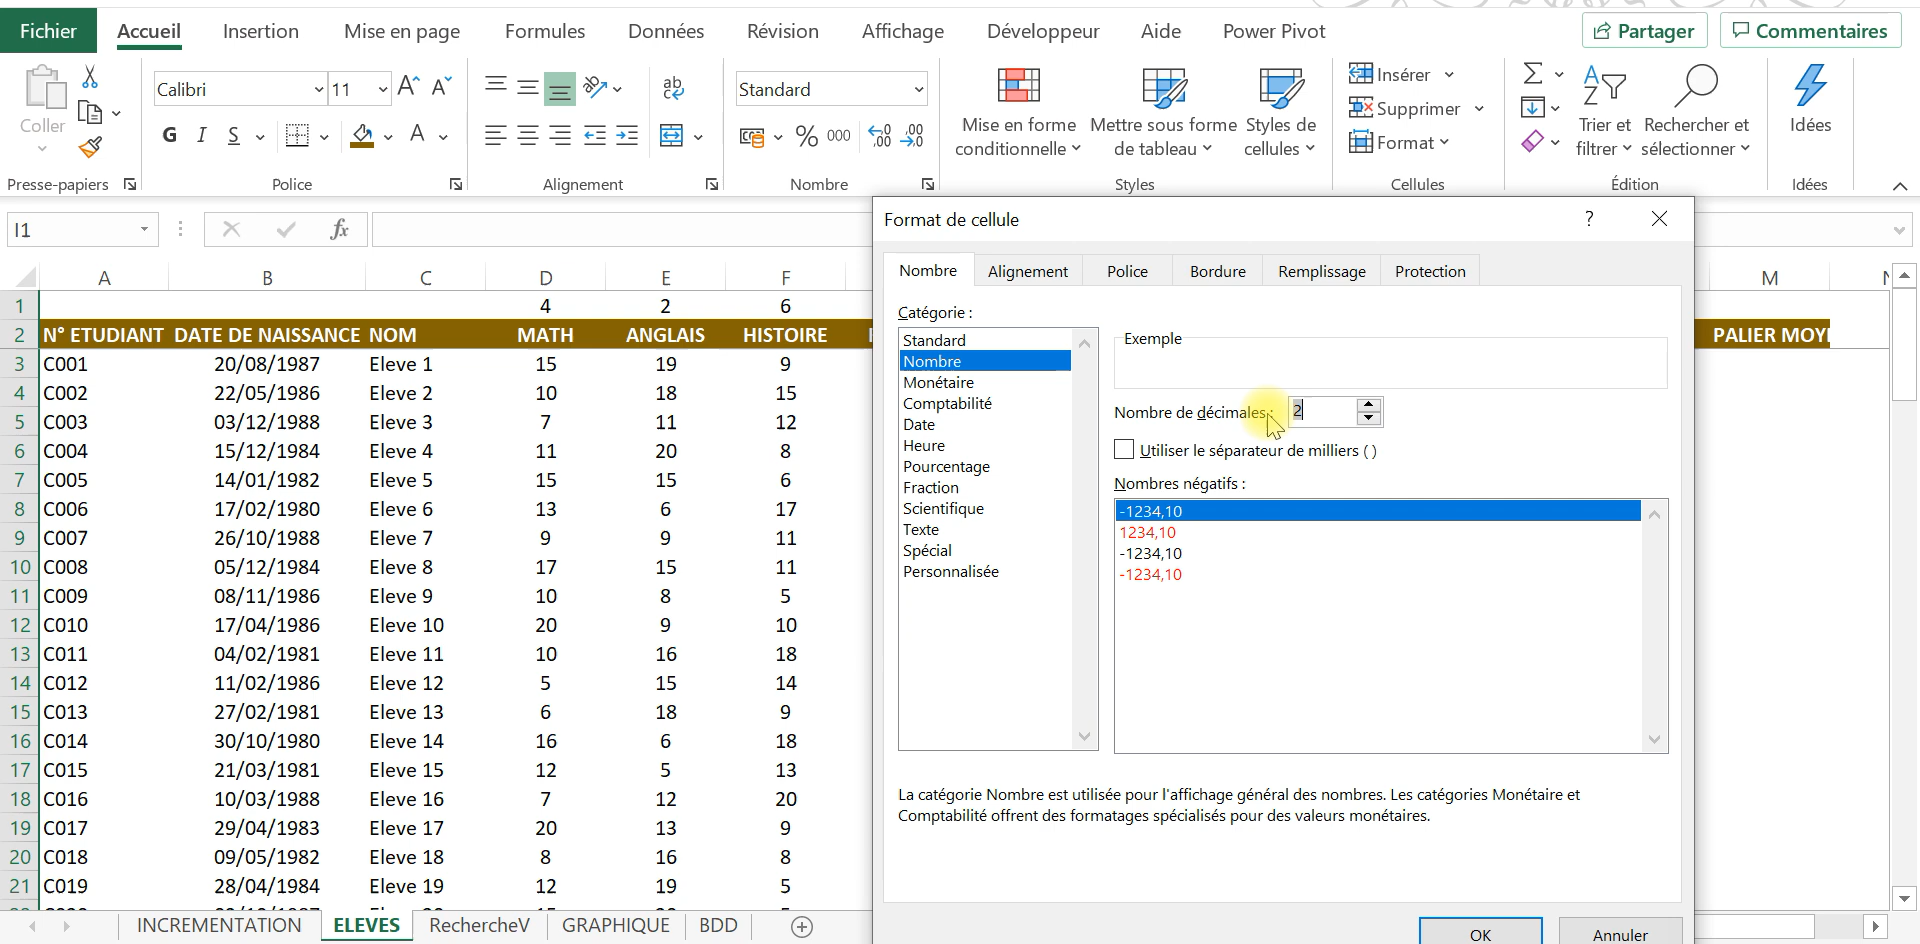 Fichier Accueil Insertion Mise en page Formules Données Révision Affichage Développeur Aide Power Pivot Partager Commentaires
Coller
Calibri 11
G I S A
ab
Standard
% 000
Mise en forme conditionnelle
Mettre sous forme de tableau
Styles de cellules
Insérer
Supprimer
Format
Trier et filtrer
Rechercher et sélectionner
Idées
Presse-papiers Police Alignement Nombre Styles Cellules Édition Idées
I1 fx
Format de cellule ?
Nombre Alignement Police Bordure Remplissage Protection
Catégorie :
Standard
Nombre
Monétaire
Comptabilité
Date
Heure
Pourcentage
Fraction
Scientifique
Texte
Spécial
Personnalisée
Exemple
Nombre de décimales : 2
Utiliser le séparateur de milliers ( )
Nombres négatifs :
-1234,10
1234,10
-1234,10
-1234,10
La catégorie Nombre est utilisée pour l'affichage général des nombres. Les catégories Monétaire et
Comptabilité offrent des formatages spécialisés pour des valeurs monétaires.
OK Annuler
A B C D E F M
1 4 2 6
2 N° ETUDIANT DATE DE NAISSANCE NOM MATH ANGLAIS HISTOIRE PALIER MOY
3 C001 20/08/1987 Eleve 1 15 19 9
4 C002 22/05/1986 Eleve 2 10 18 15
5 C003 03/12/1988 Eleve 3 7 11 12
6 C004 15/12/1984 Eleve 4 11 20 8
7 C005 14/01/1982 Eleve 5 15 15 6
8 C006 17/02/1980 Eleve 6 13 6 17
9 C007 26/10/1988 Eleve 7 9 9 11
10 C008 05/12/1984 Eleve 8 17 15 11
11 C009 08/11/1986 Eleve 9 10 8 5
12 C010 17/04/1986 Eleve 10 20 9 10
13 C011 04/02/1981 Eleve 11 10 16 18
14 C012 11/02/1986 Eleve 12 5 15 14
15 C013 27/02/1981 Eleve 13 6 18 9
16 C014 30/10/1980 Eleve 14 16 6 18
17 C015 21/03/1981 Eleve 15 12 5 13
18 C016 10/03/1988 Eleve 16 7 12 20
19 C017 29/04/1983 Eleve 17 20 13 9
20 C018 09/05/1982 Eleve 18 8 16 8
21 C019 28/04/1984 Eleve 19 12 19 5
INCREMENTATION ELEVES RechercheV GRAPHIQUE BDD